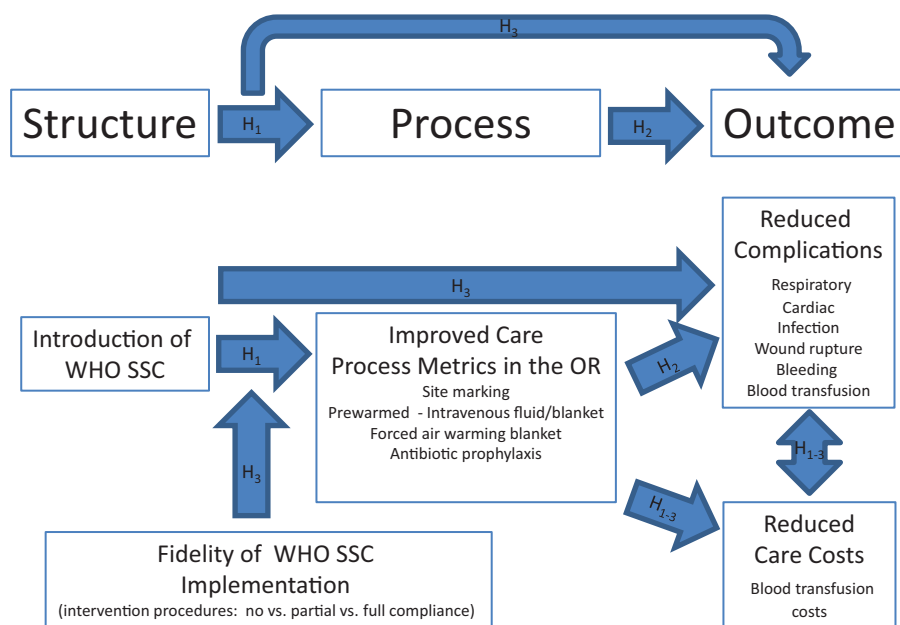 H3
Structure
H1
Process
H2
Outcome
Reduced
Complications
Respiratory
Cardiac
Infection
Wound rupture
Bleeding
Blood transfusion
H3
Introduction of
WHO SSC
H1
Improved Care
Process Metrics in the OR
Site marking
Prewarmed - Intravenous fluid/blanket
Forced air warming blanket
Antibiotic prophylaxis
H2
H3
H1-3
H1-3
Fidelity of WHO SSC
Implementation
(intervention procedures: no vs. partial vs. full compliance)
Reduced
Care Costs
Blood transfusion
costs